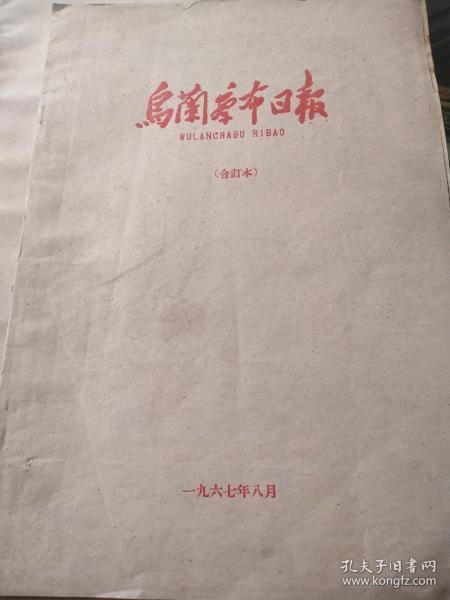 烏蘭察布日报
WULANCHABU RIBAO
（合訂本）
一九六七年八月
孔夫子旧书网
www.kongfz.com